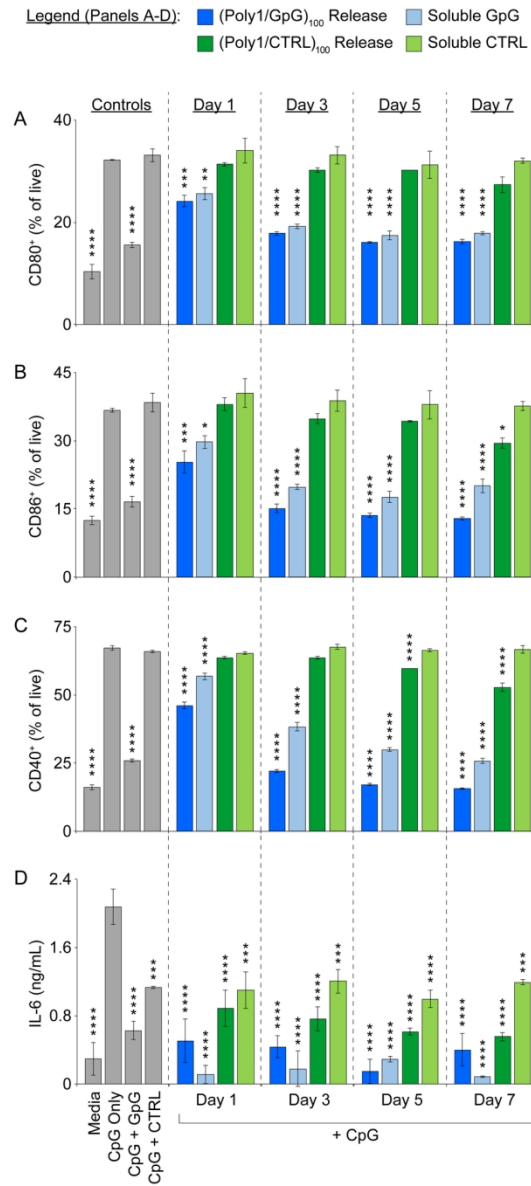 Legend (Panels A-D):
(Poly1/GpG)100 Release
Soluble GpG
(Poly1/CTRL)100 Release
Soluble CTRL
Controls
Day 1
Day 3
Day 5
Day 7
A
CD80+ (% of live)
40
20
0
****
****
***
**
****
****
****
****
****
****
B
CD86+ (% of live)
45
30
15
0
****
****
***
*
****
****
****
****
****
****
*
C
CD40+ (% of live)
75
50
25
0
****
****
****
****
****
****
****
****
****
****
****
****
D
IL-6 (ng/mL)
2.4
1.6
0.8
0
****
****
***
****
****
****
***
****
****
****
***
****
****
****
****
****
****
****
***
Media
CpG Only
CpG + GpG
CpG + CTRL
Day 1
Day 3
Day 5
Day 7
+ CpG